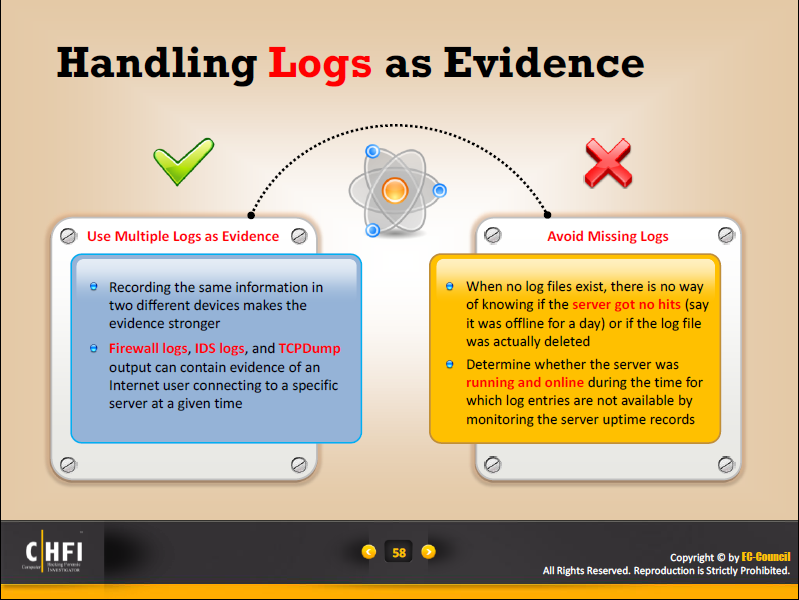 Handling Logs as Evidence
Use Multiple Logs as Evidence
Recording the same information in
two different devices makes the
evidence stronger
Firewall logs, IDS logs, and TCPDump
output can contain evidence of an
Internet user connecting to a specific
server at a given time
Avoid Missing Logs
When no log files exist, there is no way
of knowing if the server got no hits (say
it was offline for a day) or if the log file
was actually deleted
Determine whether the server was
running and online during the time for
which log entries are not available by
monitoring the server uptime records
CHFI
Computer Hacking Forensic
INVESTIGATOR
58
Copyright © by EC-Council
All Rights Reserved. Reproduction is Strictly Prohibited.